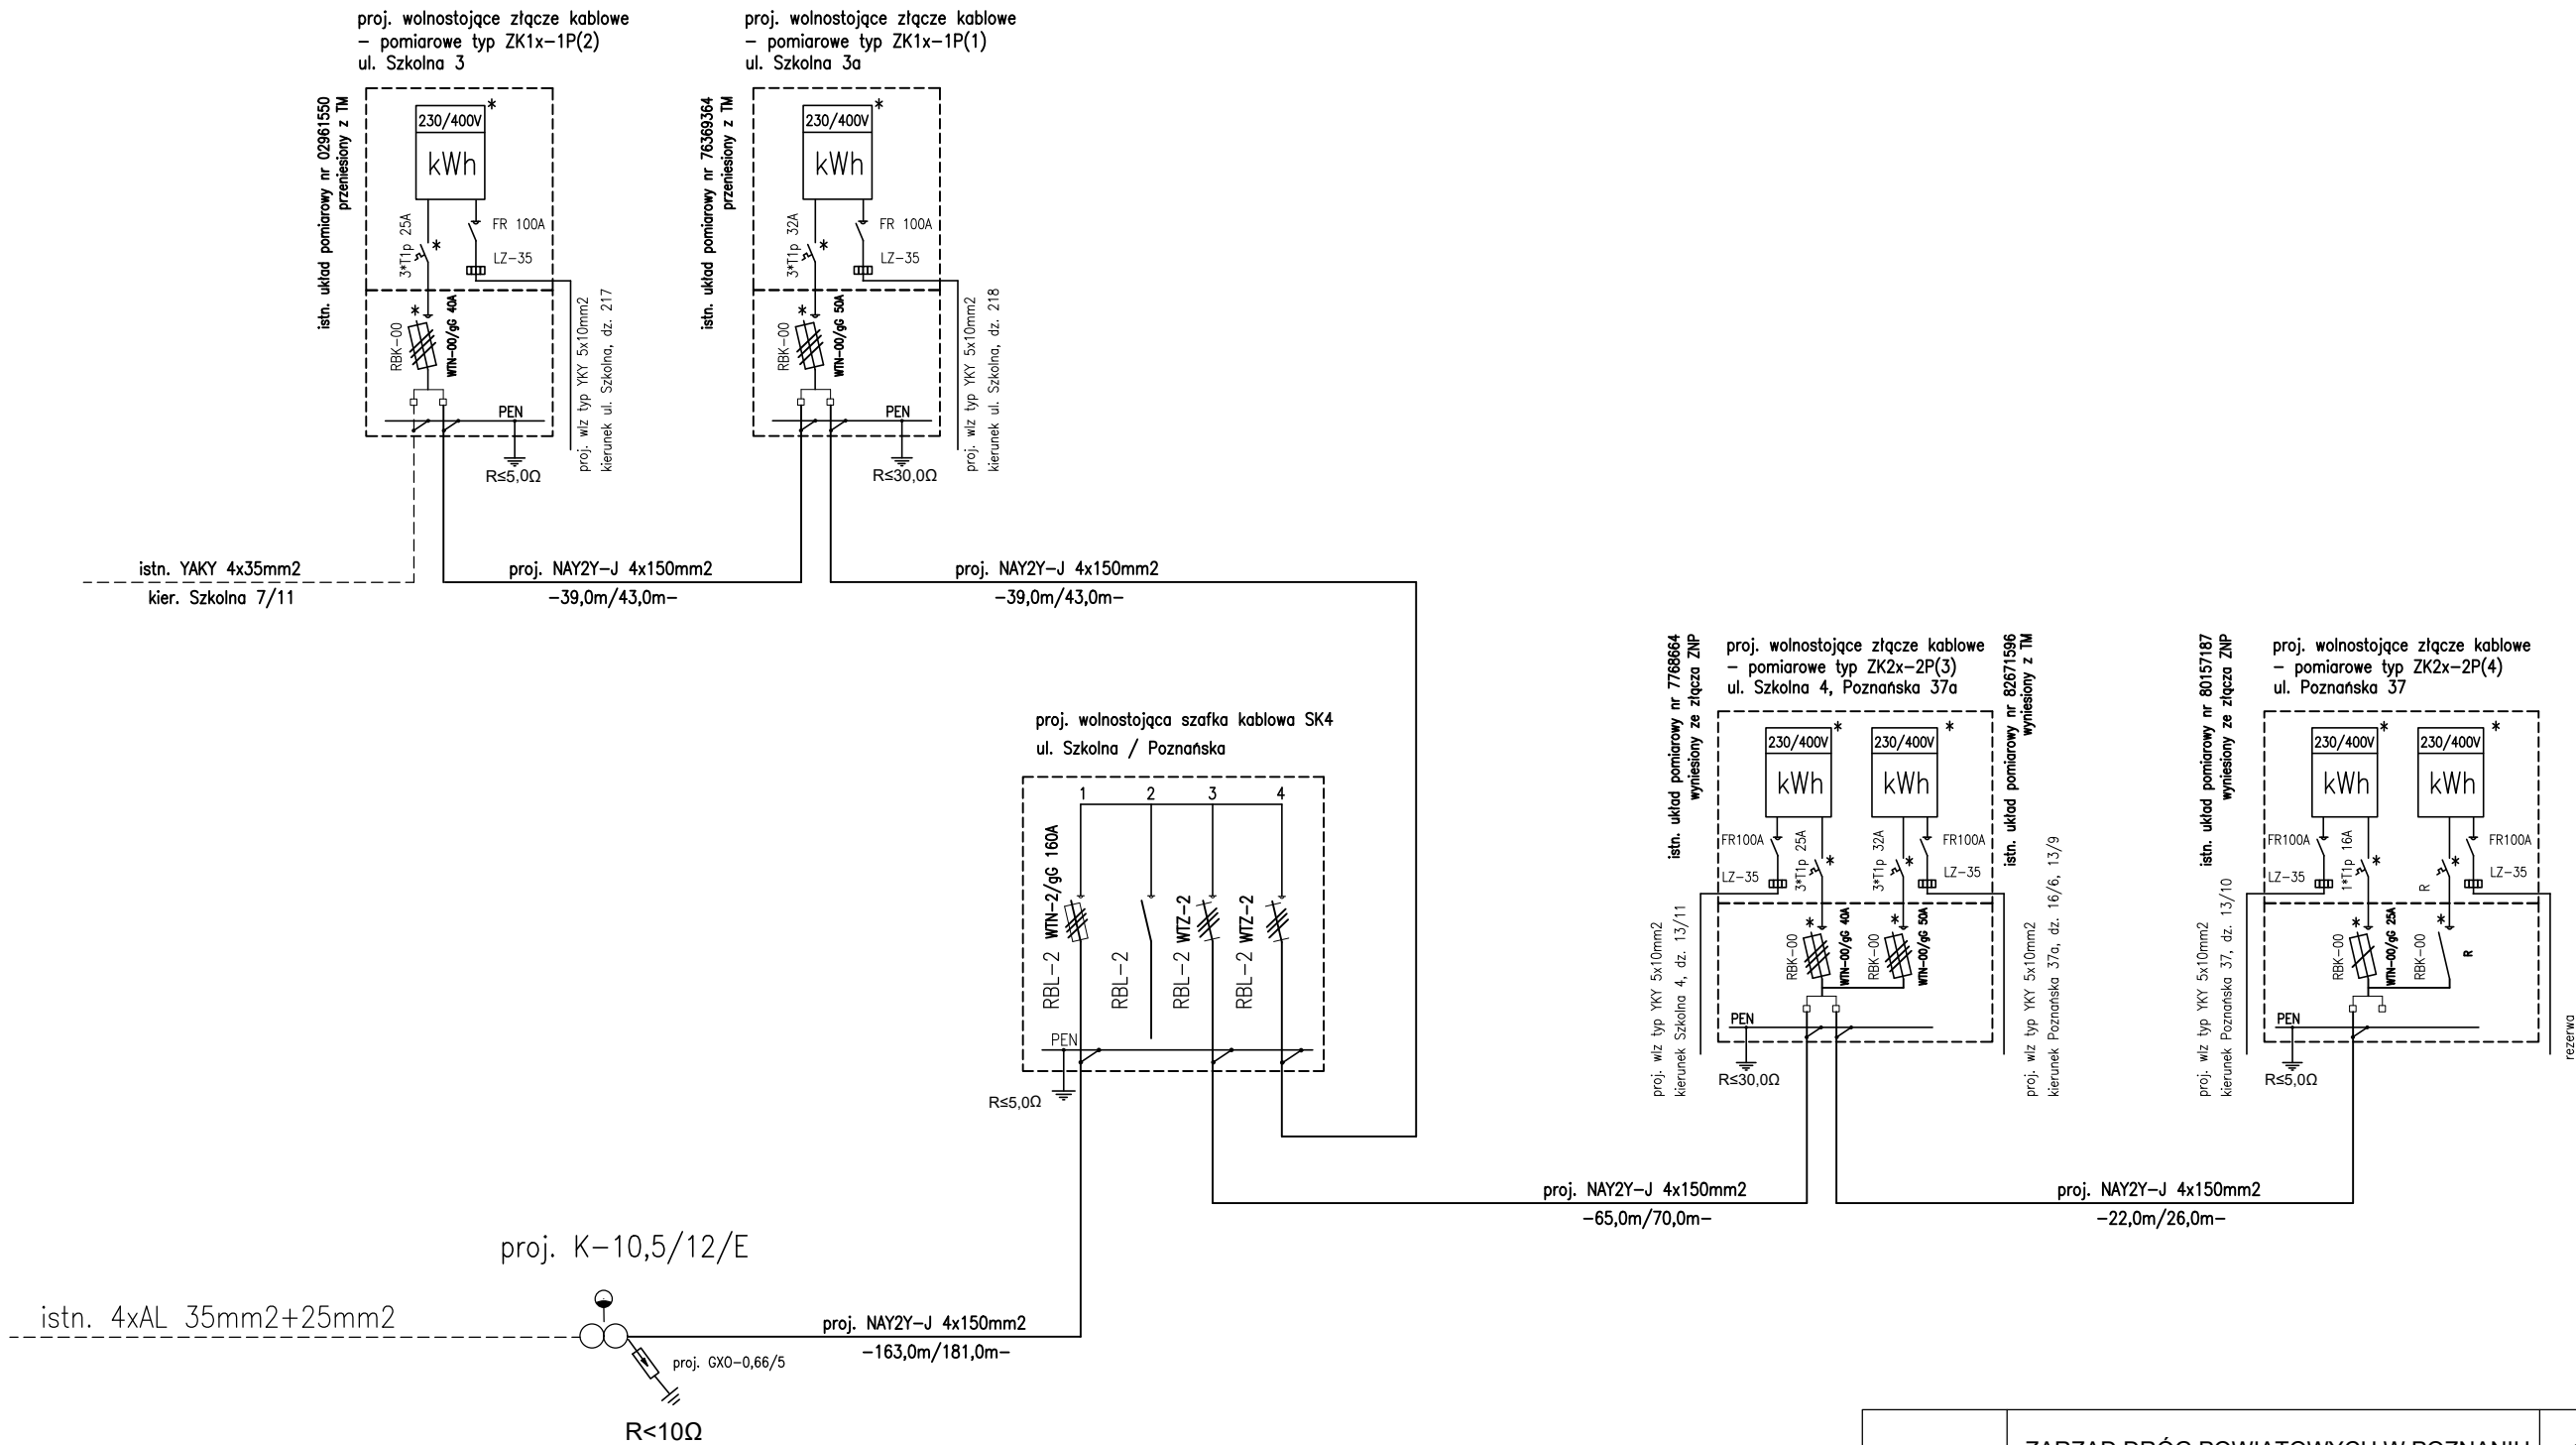 proj. wolnostojące złącze kablowe
– pomiarowe typ ZK1x–1P(2)
ul. Szkolna 3
istn. układ pomiarowy nr 02961550
przeniesiony z TM
230/400V
*
kWh
3*T1p 25A
*
FR 100A
LZ–35
RBK–00
*
WTN–00/gG 40A
PEN
R≤5,0Ω
proj. wlz typ YKY 5x10mm2
kierunek ul. Szkolna, dz. 217
proj. wolnostojące złącze kablowe
– pomiarowe typ ZK1x–1P(1)
ul. Szkolna 3a
istn. układ pomiarowy nr 76369364
przeniesiony z TM
230/400V
*
kWh
3*T1p 32A
*
FR 100A
LZ–35
RBK–00
*
WTN–00/gG 50A
PEN
R≤30,0Ω
proj. wlz typ YKY 5x10mm2
kierunek ul. Szkolna, dz. 218
istn. YAKY 4x35mm2
kier. Szkolna 7/11
proj. NAY2Y–J 4x150mm2
–39,0m/43,0m–
proj. NAY2Y–J 4x150mm2
–39,0m/43,0m–
proj. wolnostojąca szafka kablowa SK4
ul. Szkolna / Poznańska
1
2
3
4
RBL–2 WTN–2/gG 160A
RBL–2
RBL–2 WTZ–2
RBL–2 WTZ–2
PEN
R≤5,0Ω
istn. układ pomiarowy nr 7768664
wyniesiony ze złącza ZNP
proj. wolnostojące złącze kablowe
– pomiarowe typ ZK2x–2P(3)
ul. Szkolna 4, Poznańska 37a
istn. układ pomiarowy nr 82671596
wyniesiony z TM
230/400V
*
kWh
230/400V
*
kWh
FR100A
LZ–35
3*T1p 25A
*
3*T1p 32A
*
FR100A
LZ–35
RBK–00
*
WTN–00/gG 40A
RBK–00
*
WTN–00/gG 50A
PEN
R≤30,0Ω
proj. wlz typ YKY 5x10mm2
kierunek Szkolna 4, dz. 13/11
proj. wlz typ YKY 5x10mm2
kierunek Poznańska 37a, dz. 16/6, 13/9
istn. układ pomiarowy nr 80157187
wyniesiony ze złącza ZNP
proj. wolnostojące złącze kablowe
– pomiarowe typ ZK2x–2P(4)
ul. Poznańska 37
230/400V
*
kWh
230/400V
*
kWh
FR100A
LZ–35
1*T1p 16A
*
R
*
FR100A
LZ–35
RBK–00
*
WTN–00/gG 25A
RBK–00
*
R
PEN
R≤5,0Ω
proj. wlz typ YKY 5x10mm2
kierunek Poznańska 37, dz. 13/10
rezerwa
proj. NAY2Y–J 4x150mm2
–65,0m/70,0m–
proj. NAY2Y–J 4x150mm2
–22,0m/26,0m–
proj. K–10,5/12/E
istn. 4xAL 35mm2+25mm2
proj. NAY2Y–J 4x150mm2
–163,0m/181,0m–
proj. GXO–0,66/5
R<10Ω
ZARZĄD DRÓG POWIATOWYCH W POZNANIU